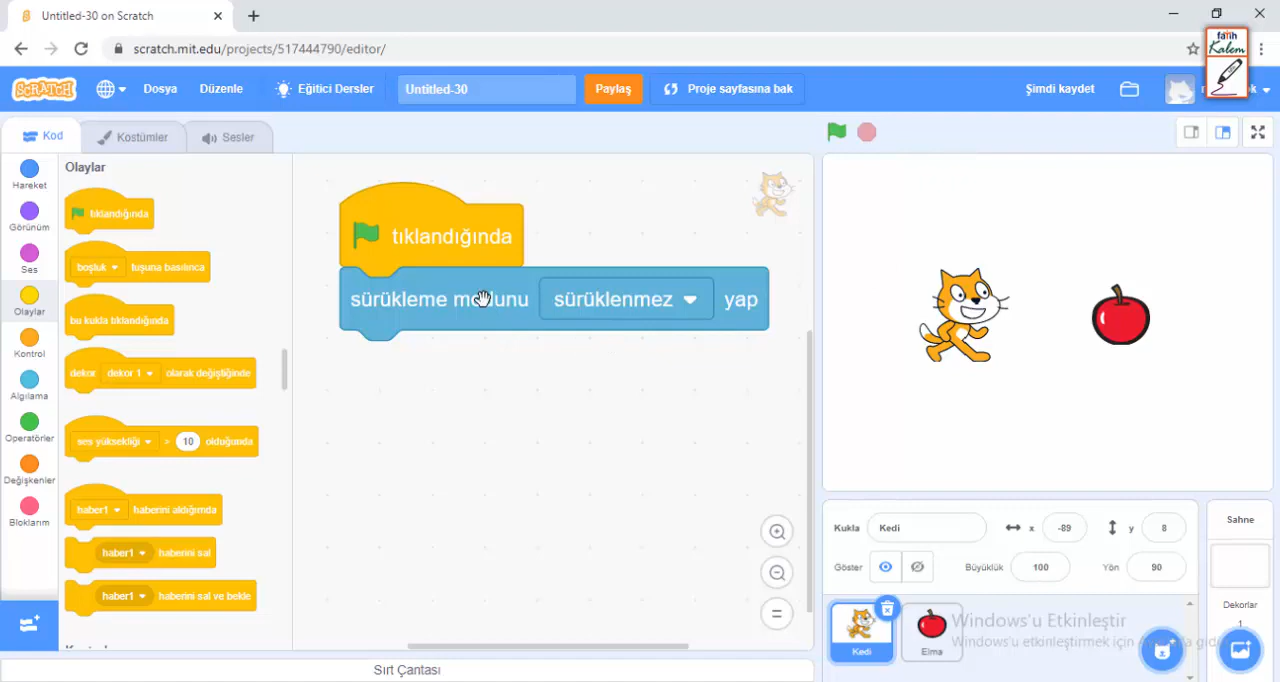 Untitled-30 on Scratch
scratch.mit.edu/projects/517444790/editor/
fatih
Kalem
SCRATCH
Dosya
Düzenle
Eğitici Dersler
Untitled-30
Paylaş
Proje sayfasına bak
Şimdi kaydet
Kod
Kostümler
Sesler
Hareket
Görünüm
Ses
Olaylar
Kontrol
Algılama
Operatörler
Değişkenler
Bloklarım
Olaylar
tıklandığında
boşluk tuşuna basılınca
bu kukla tıklandığında
dekor dekor 1 olarak değiştiğinde
ses yüksekliği > 10 olduğunda
haber1 haberini aldığımda
haber1 haberini sal
haber1 haberini sal ve bekle
tıklandığında
sürükleme modunu sürüklenmez yap
Kukla Kedi x -89 y 8
Göster Büyüklük 100 Yön 90
Kedi
Elma
Sahne
Dekorlar
1
Windows'u Etkinleştir
Windows'u etkinleştirmek için
Sırt Çantası